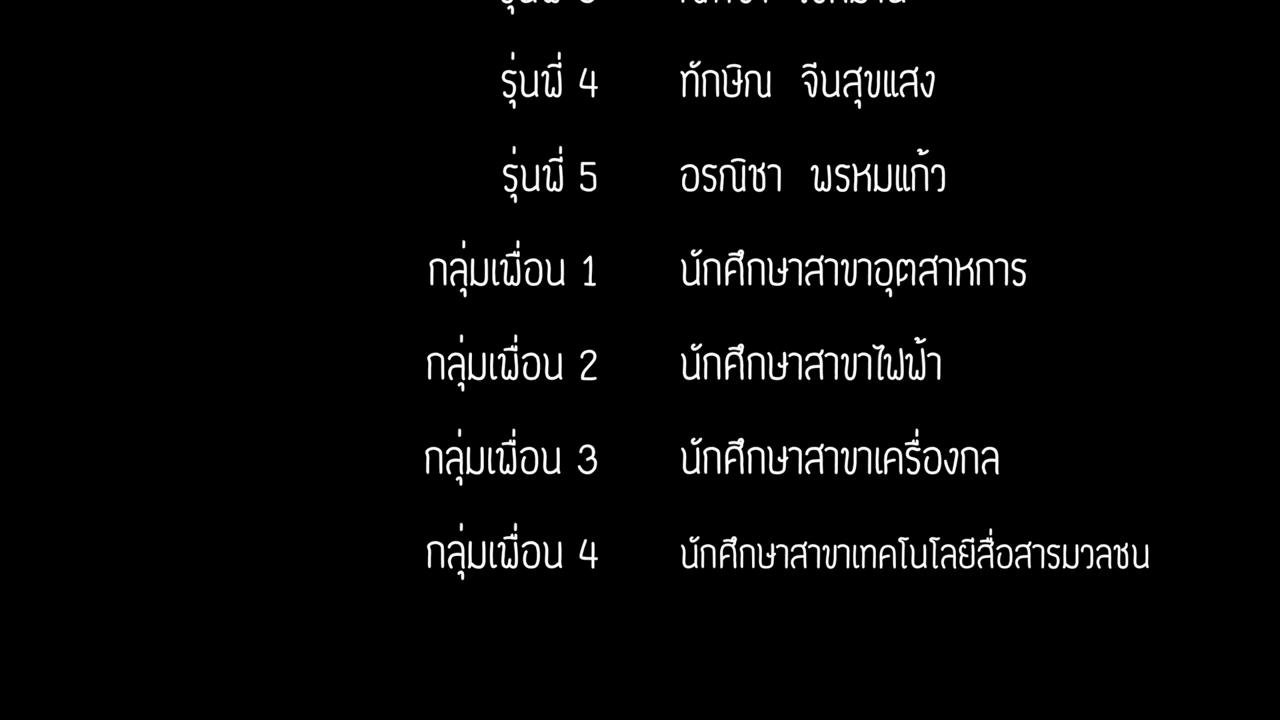 รุ่นพี่ 4 ทักษิณ จีนสุขแสง
รุ่นพี่ 5 อรณิชา พรหมแก้ว
กลุ่มเพื่อน 1 นักศึกษาสาขาอุตสาหการ
กลุ่มเพื่อน 2 นักศึกษาสาขาไฟฟ้า
กลุ่มเพื่อน 3 นักศึกษาสาขาเครื่องกล
กลุ่มเพื่อน 4 นักศึกษาสาขาเทคโนโลยีสื่อสารมวลชน